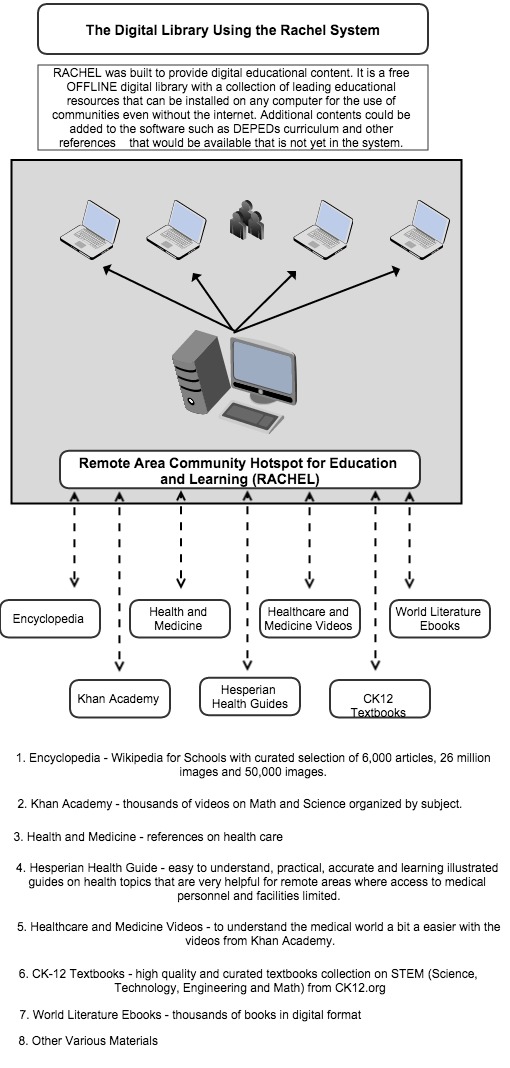 The Digital Library Using the Rachel System
RACHEL was built to provide digital educational content. It is a free
OFFLINE digital library with a collection of leading educational
resources that can be installed on any computer for the use of
communities even without the internet. Additional contents could be
added to the software such as DEPEDs curriculum and other
references that would be available that is not yet in the system.
Remote Area Community Hotspot for Education
and Learning (RACHEL)
Encyclopedia
Health and
Medicine
Healthcare and
Medicine Videos
World Literature
Ebooks
Khan Academy
Hesperian
Health Guides
CK12
Textbooks
1. Encyclopedia - Wikipedia for Schools with curated selection of 6,000 articles, 26 million
images and 50,000 images.
2. Khan Academy - thousands of videos on Math and Science organized by subject.
3. Health and Medicine - references on health care
4. Hesperian Health Guide - easy to understand, practical, accurate and learning illustrated
guides on health topics that are very helpful for remote areas where access to medical
personnel and facilities limited.
5. Healthcare and Medicine Videos - to understand the medical world a bit a easier with the
videos from Khan Academy.
6. CK-12 Textbooks - high quality and curated textbooks collection on STEM (Science,
Technology, Engineering and Math) from CK12.org
7. World Literature Ebooks - thousands of books in digital format
8. Other Various Materials